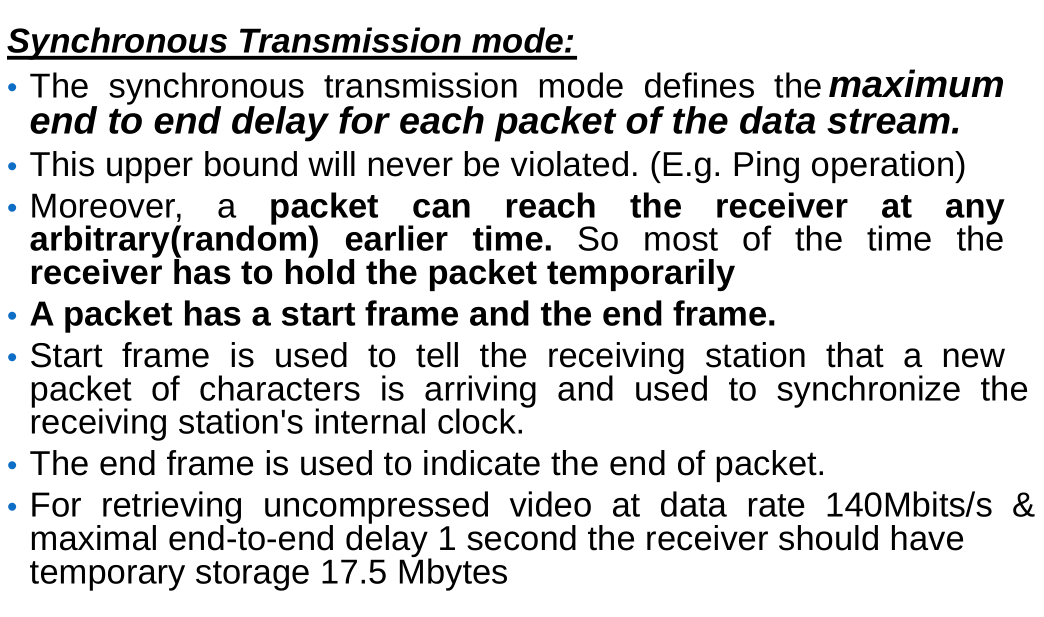 Synchronous Transmission mode:
• The synchronous transmission mode defines the maximum
end to end delay for each packet of the data stream.
• This upper bound will never be violated. (E.g. Ping operation)
• Moreover, a packet can reach the receiver at any
arbitrary(random) earlier time. So most of the time the
receiver has to hold the packet temporarily
• A packet has a start frame and the end frame.
• Start frame is used to tell the receiving station that a new
packet of characters is arriving and used to synchronize the
receiving station's internal clock.
• The end frame is used to indicate the end of packet.
• For retrieving uncompressed video at data rate 140Mbits/s &
maximal end-to-end delay 1 second the receiver should have
temporary storage 17.5 Mbytes